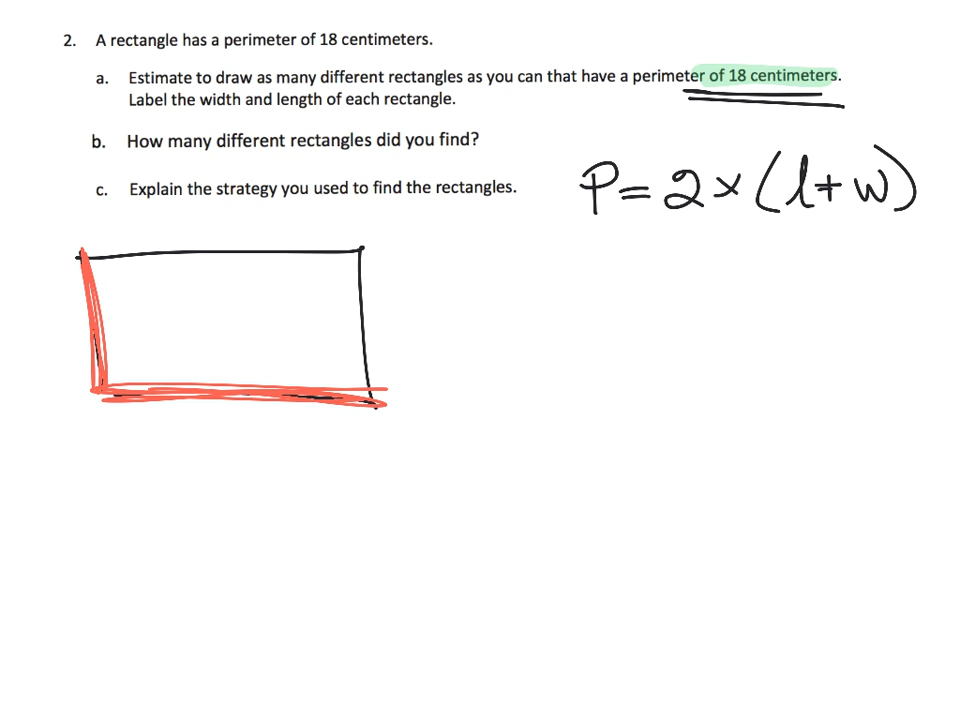 2. A rectangle has a perimeter of 18 centimeters.
a. Estimate to draw as many different rectangles as you can that have a perimeter of 18 centimeters.
Label the width and length of each rectangle.
b. How many different rectangles did you find?
c. Explain the strategy you used to find the rectangles.
P=2×(l+w)